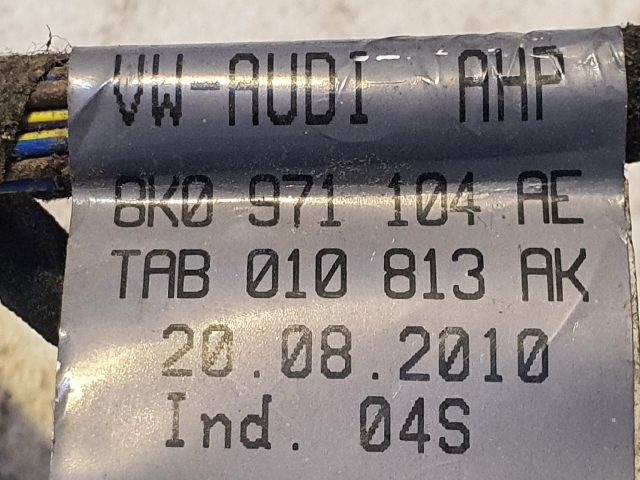 VW-AUDI AHP
8K0 971 104 AE
TAB 010 813 AK
20.08.2010
Ind. 04S